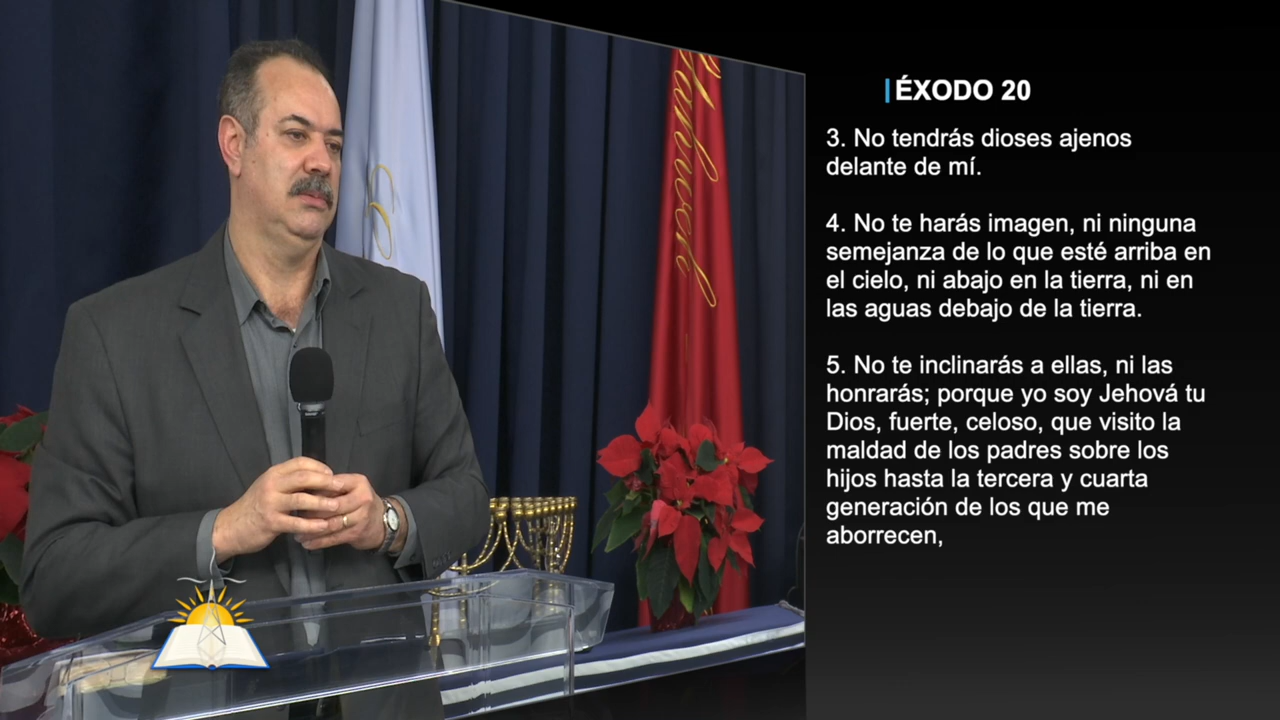 ÉXODO 20
3. No tendrás dioses ajenos
delante de mí.
4. No te harás imagen, ni ninguna
semejanza de lo que esté arriba en
el cielo, ni abajo en la tierra, ni en
las aguas debajo de la tierra.
5. No te inclinarás a ellas, ni las
honrarás; porque yo soy Jehová tu
Dios, fuerte, celoso, que visito la
maldad de los padres sobre los
hijos hasta la tercera y cuarta
generación de los que me
aborrecen,